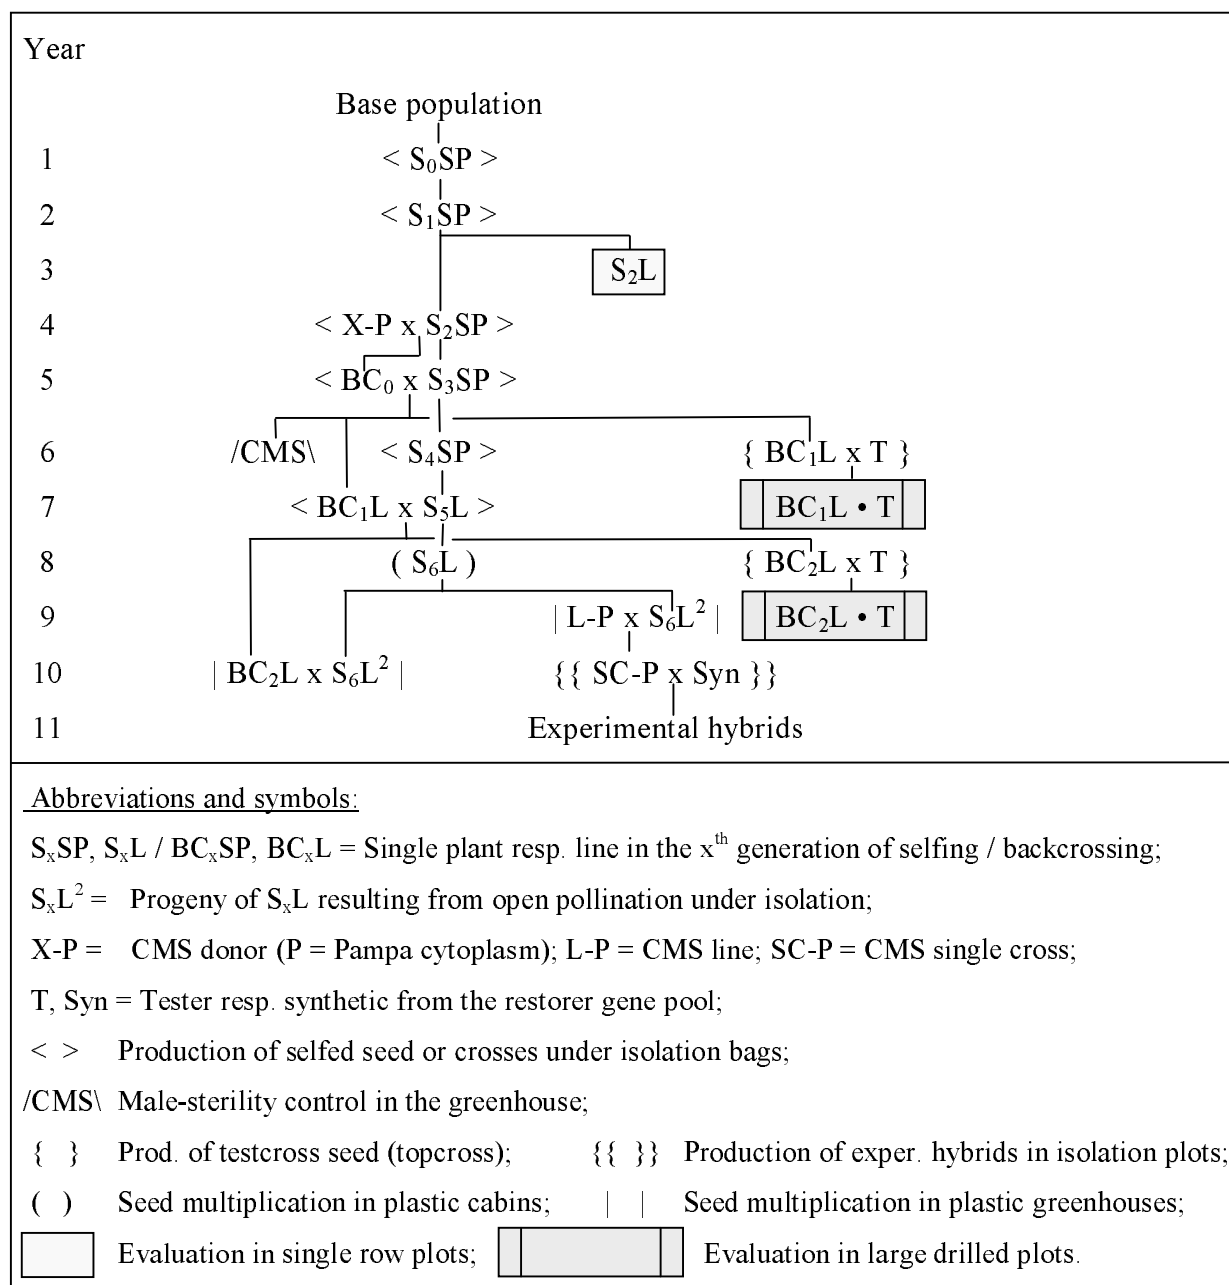 Year
Base population
1 < S₀SP >
2 < S₁SP >
3 S₂L
4 < X-P x S₂SP >
5 < BC₀ x S₃SP >
6 /CMS\ < S₄SP > { BC₁L x T }
7 < BC₁L x S₅L > BC₁L • T
8 ( S₆L ) { BC₂L x T }
9 | L-P x S₆L² | BC₂L • T
10 | BC₂L x S₆L² | {{ SC-P x Syn }}
11 Experimental hybrids
Abbreviations and symbols:
SₓSP, SₓL / BCₓSP, BCₓL = Single plant resp. line in the xᵗʰ generation of selfing / backcrossing;
SₓL² = Progeny of SₓL resulting from open pollination under isolation;
X-P = CMS donor (P = Pampa cytoplasm); L-P = CMS line; SC-P = CMS single cross;
T, Syn = Tester resp. synthetic from the restorer gene pool;
< > Production of selfed seed or crosses under isolation bags;
/CMS\ Male-sterility control in the greenhouse;
{ } Prod. of testcross seed (topcross); {{ }} Production of exper. hybrids in isolation plots;
( ) Seed multiplication in plastic cabins; | | Seed multiplication in plastic greenhouses;
Evaluation in single row plots; Evaluation in large drilled plots.